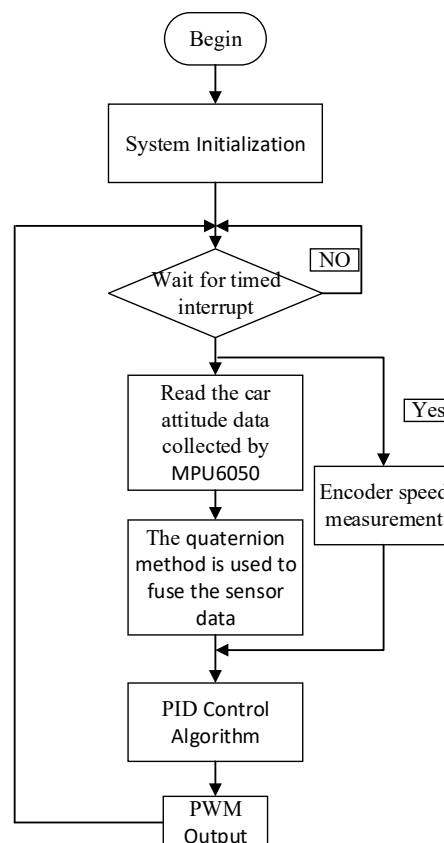 Begin
System Initialization
NO
Wait for timed
interrupt
Read the car
attitude data
collected by
MPU6050
Yes
Encoder speed
measurement
The quaternion
method is used to
fuse the sensor
data
PID Control
Algorithm
PWM
Output